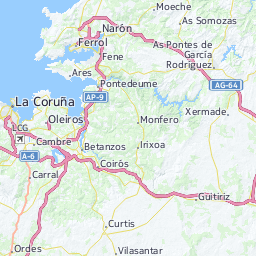 Moeche
As Somozas
Narón
Ferrol
Fene
As Pontes de
García
Rodríguez
Ares
Pontedeume
AG-64
AP-9
La Coruña
Oleiros
Monfero
Xermade,
LCG
Cambre
Betanzos
Irixoa
A-6
Coirós
Carral
Guitiriz
Curtis
Ordes
Vilasantar